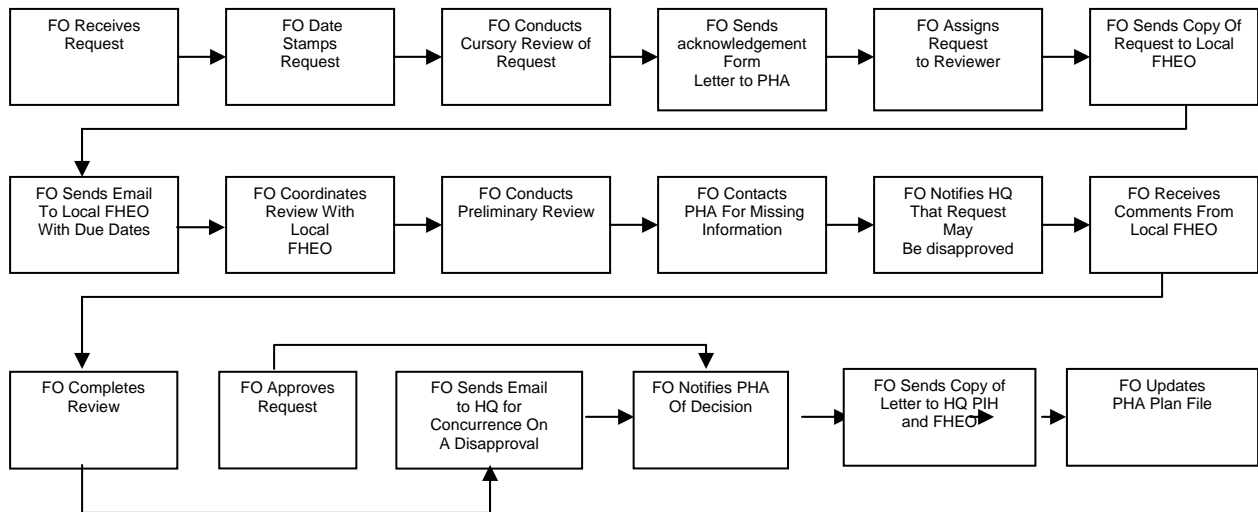 FO Receives
Request
FO Date
Stamps
Request
FO Conducts
Cursory Review of
Request
FO Sends
acknowledgement
Form
Letter to PHA
FO Assigns
Request
to Reviewer
FO Sends Copy Of
Request to Local
FHEO
FO Sends Email
To Local FHEO
With Due Dates
FO Coordinates
Review With
Local
FHEO
FO Conducts
Preliminary Review
FO Contacts
PHA For Missing
Information
FO Notifies HQ
That Request
May
Be disapproved
FO Receives
Comments From
Local FHEO
FO Completes
Review
FO Approves
Request
FO Sends Email
to HQ for
Concurrence On
A Disapproval
FO Notifies PHA
Of Decision
FO Sends Copy of
Letter to HQ PIH
and FHEO
FO Updates
PHA Plan File